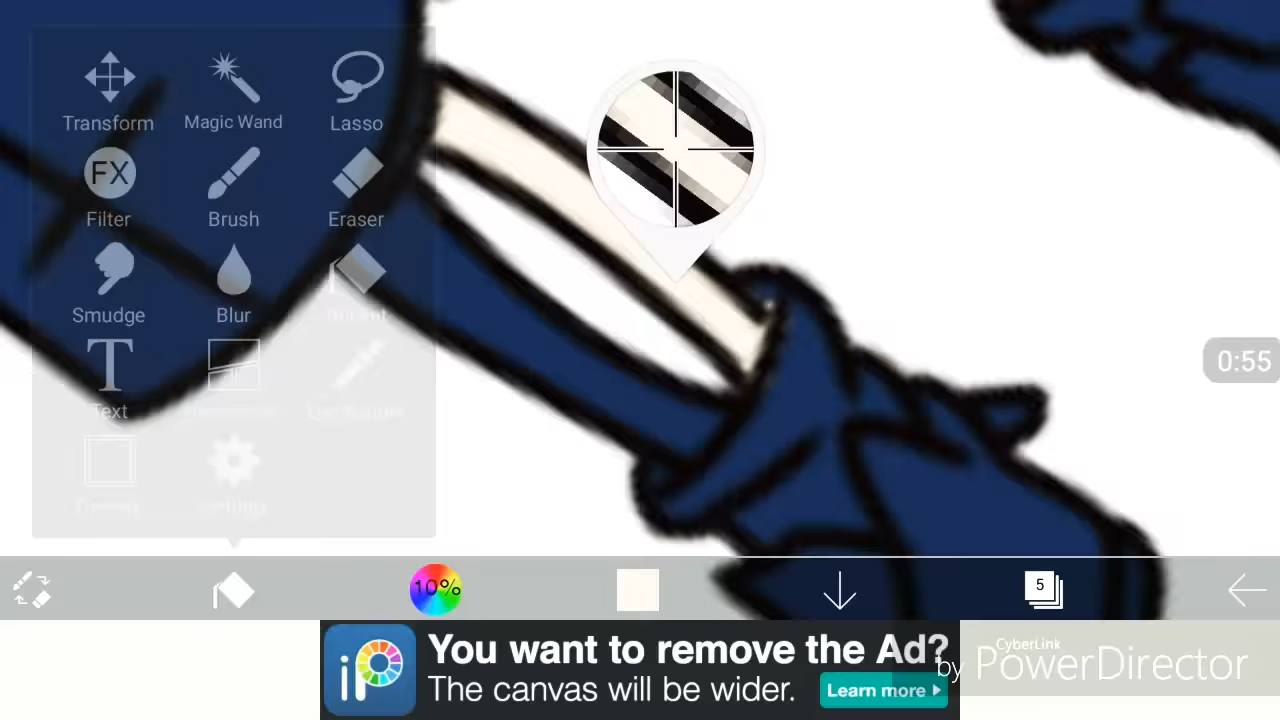 Transform Magic Wand Lasso
FX
Filter Brush Eraser
Smudge Blur
T
Text
0:55
10%
5
iP You want to remove the Ad?
The canvas will be wider. Learn more
CyberLink
by PowerDirector